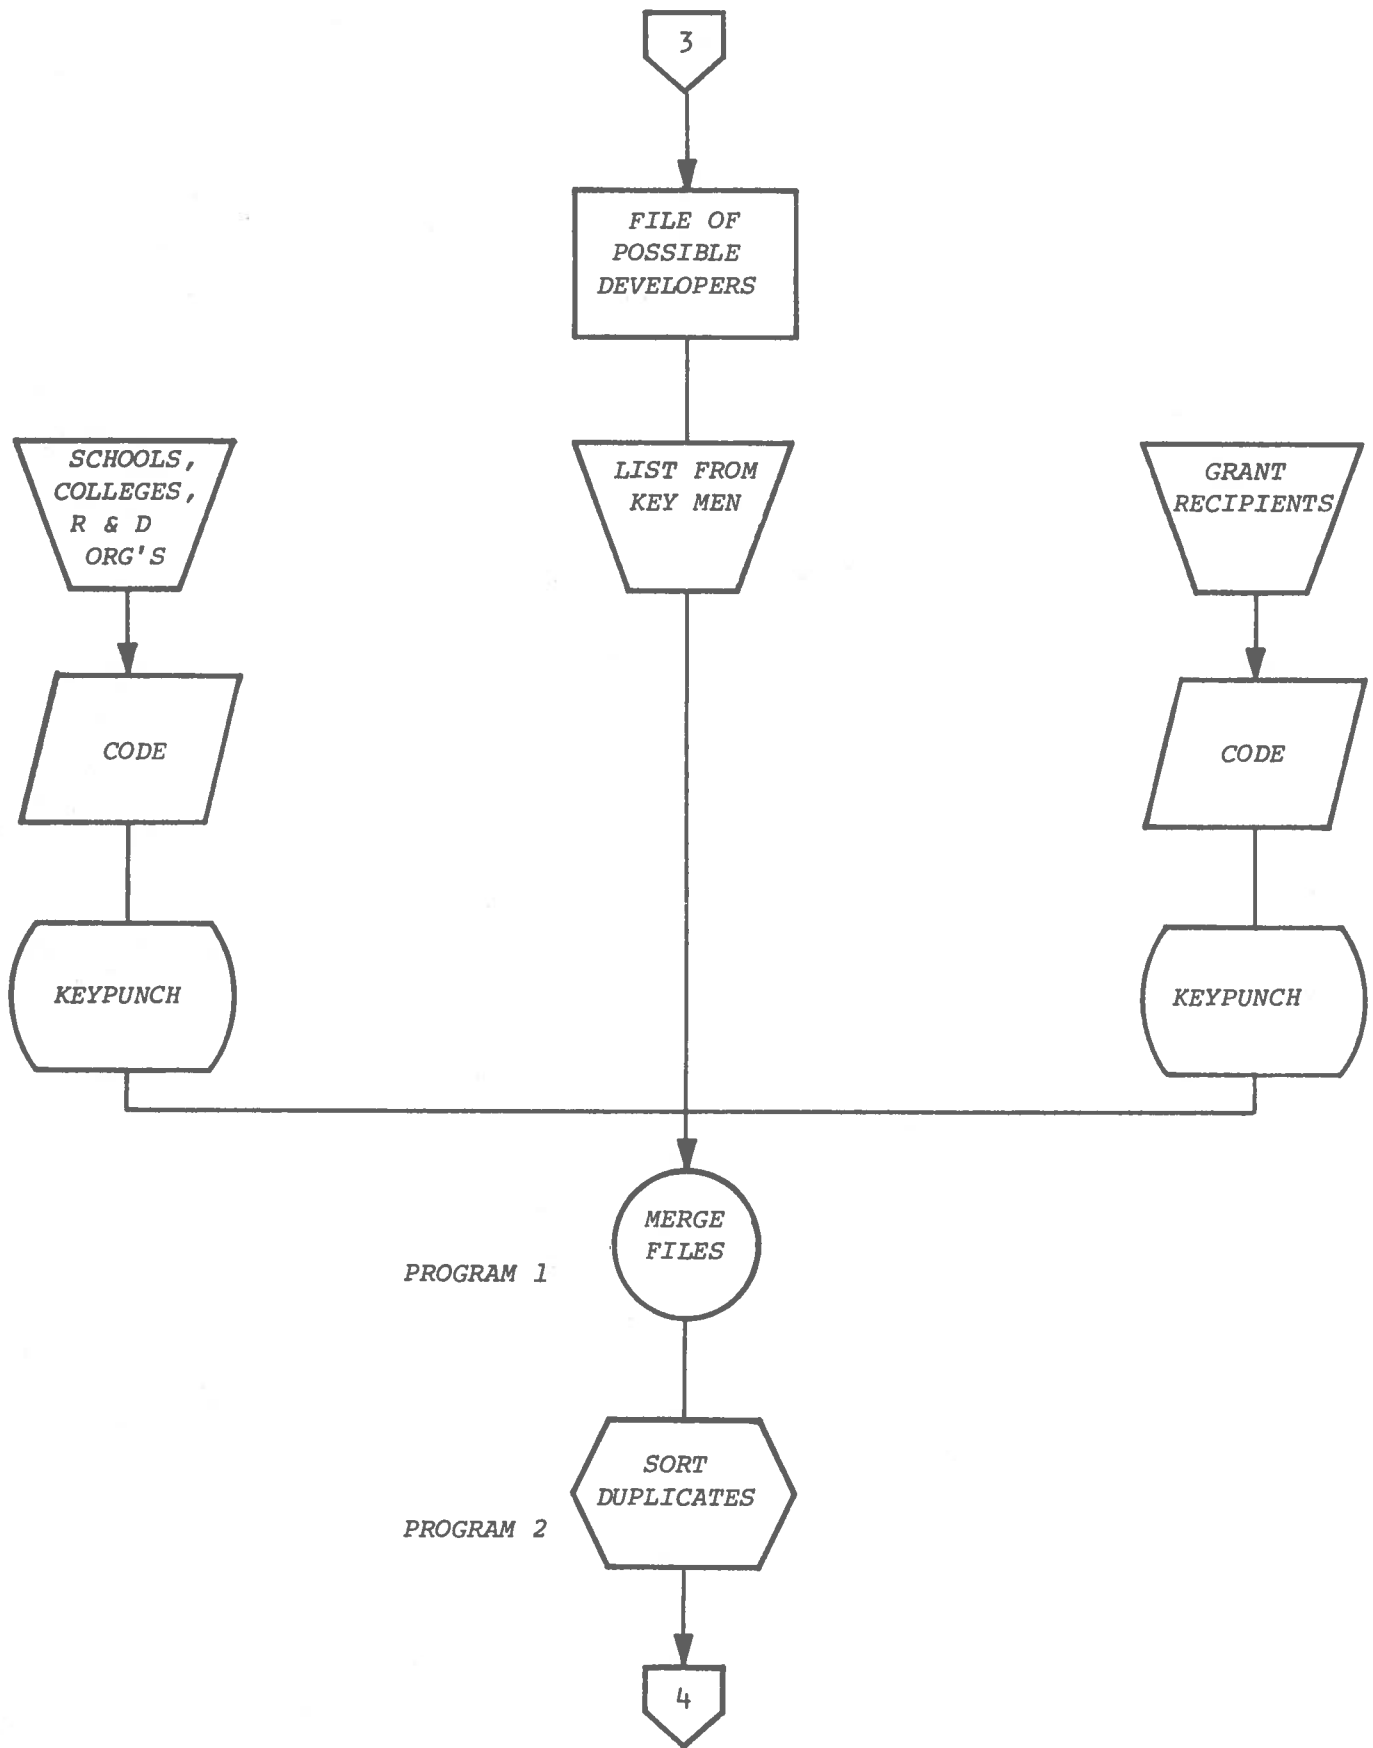 3
FILE OF
POSSIBLE
DEVELOPERS
SCHOOLS,
COLLEGES,
R & D
ORG'S
LIST FROM
KEY MEN
GRANT
RECIPIENTS
CODE
CODE
KEYPUNCH
KEYPUNCH
MERGE
FILES
PROGRAM 1
SORT
DUPLICATES
PROGRAM 2
4